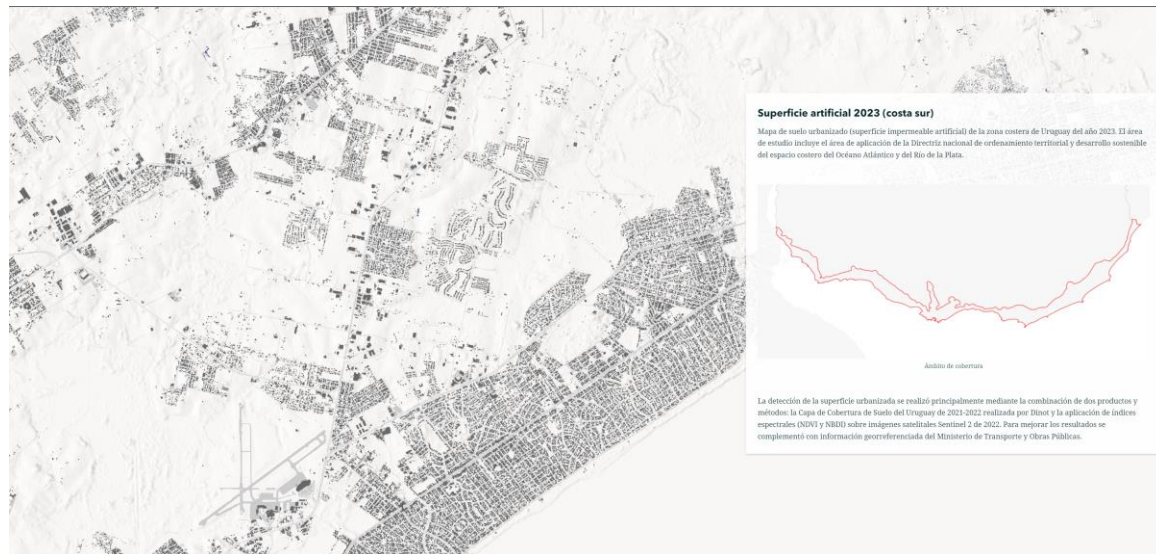 Superficie artificial 2023 (costa sur)
Mapa de suelo urbanizado (superficie impermeable artificial) de la zona costera de Uruguay del año 2023. El área
de estudio incluye el área de aplicación de la Directriz nacional de ordenamiento territorial y desarrollo sostenible
del espacio costero del Océano Atlántico y del Río de la Plata.
Ámbito de cobertura
La detección de la superficie urbanizada se realizó principalmente mediante la combinación de dos productos y
métodos: la Capa de Cobertura de Suelo del Uruguay de 2021-2022 realizada por Dinot y la aplicación de índices
espectrales (NDVI y NBDI) sobre imágenes satelitales Sentinel 2 de 2022. Para mejorar los resultados se
complementó con información georreferenciada del Ministerio de Transporte y Obras Públicas.